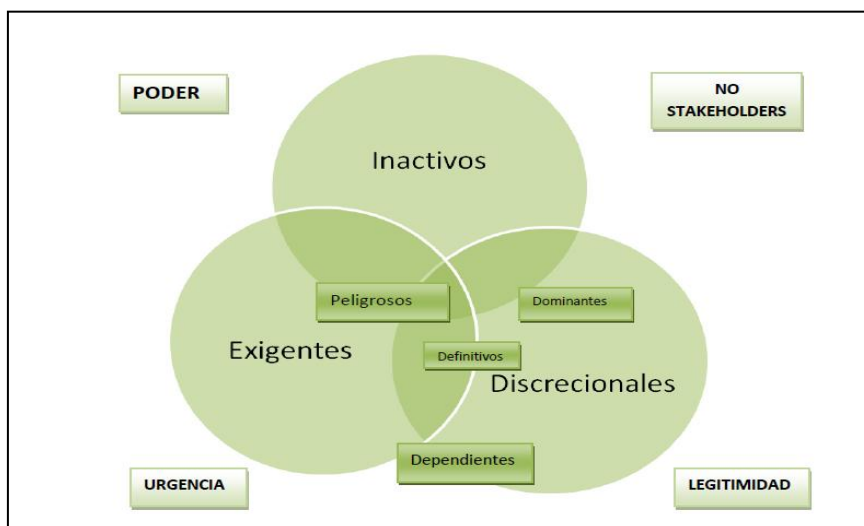 PODER
NO
STAKEHOLDERS
Inactivos
Peligrosos
Dominantes
Exigentes
Definitivos
Discrecionales
Dependientes
URGENCIA
LEGITIMIDAD